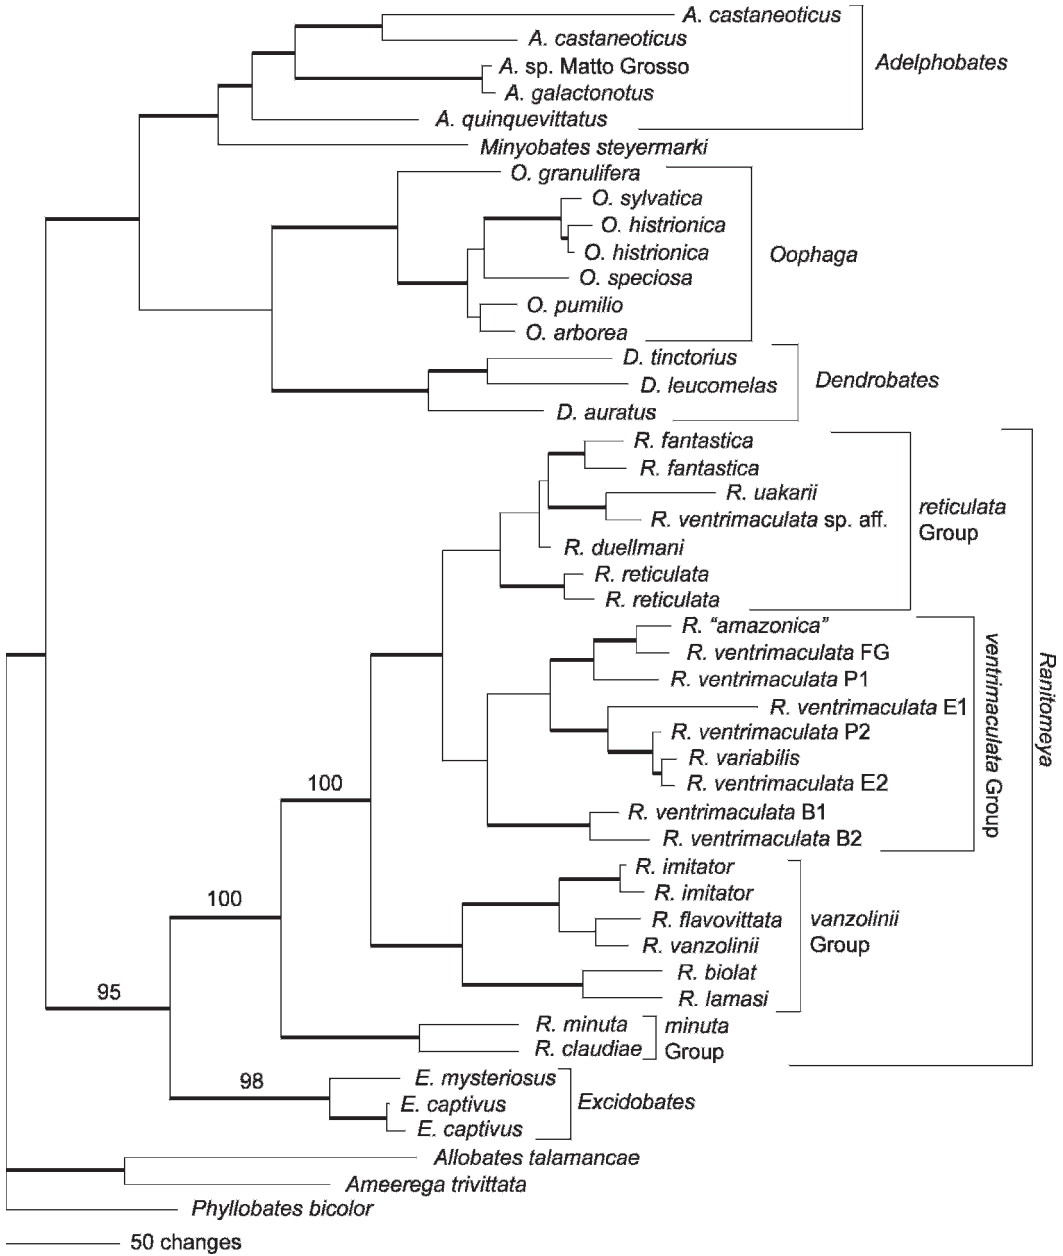 A. castaneoticus
A. castaneoticus
A. sp. Matto Grosso
A. galactonotus
A. quinquevittatus
Adelphobates
Minyobates steyermarki
O. granulifera
O. sylvatica
O. histrionica
O. histrionica
O. speciosa
O. pumilio
O. arborea
Oophaga
D. tinctorius
D. leucomelas
D. auratus
Dendrobates
R. fantastica
R. fantastica
R. uakarii
R. ventrimaculata sp. aff.
R. duellmani
R. reticulata
R. reticulata
reticulata
Group
R. “amazonica”
R. ventrimaculata FG
R. ventrimaculata P1
R. ventrimaculata E1
R. ventrimaculata P2
R. variabilis
R. ventrimaculata E2
R. ventrimaculata B1
R. ventrimaculata B2
ventrimaculata Group
Ranitomeya
100
R. imitator
R. imitator
R. flavovittata
R. vanzolinii
R. biolat
R. lamasi
vanzolinii
Group
100
R. minuta
R. claudiae
minuta
Group
95
98
E. mysteriosus
E. captivus
E. captivus
Excidobates
Allobates talamancae
Ameerega trivittata
Phyllobates bicolor
50 changes